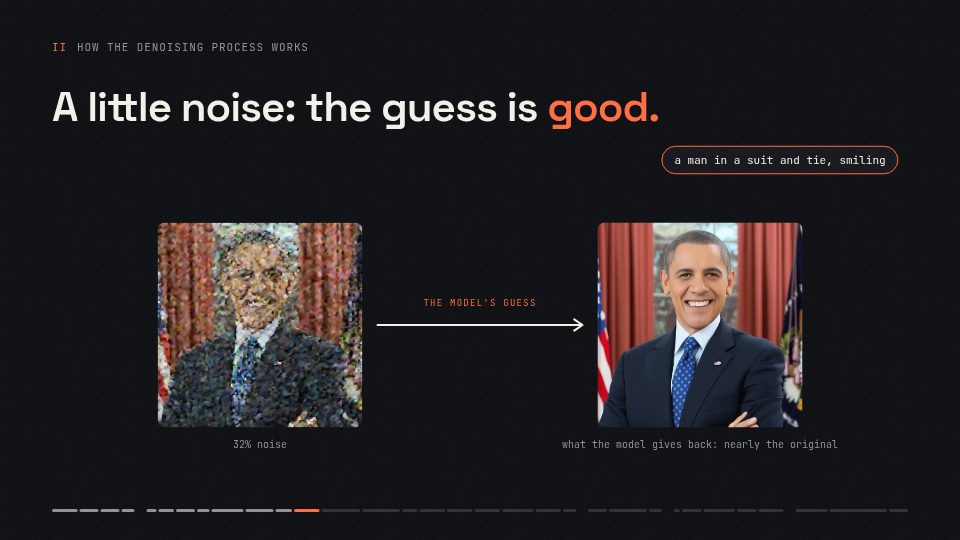 II HOW THE DENOISING PROCESS WORKS
A little noise: the guess is good.
a man in a suit and tie, smiling
THE MODEL'S GUESS
32% noise
what the model gives back: nearly the original